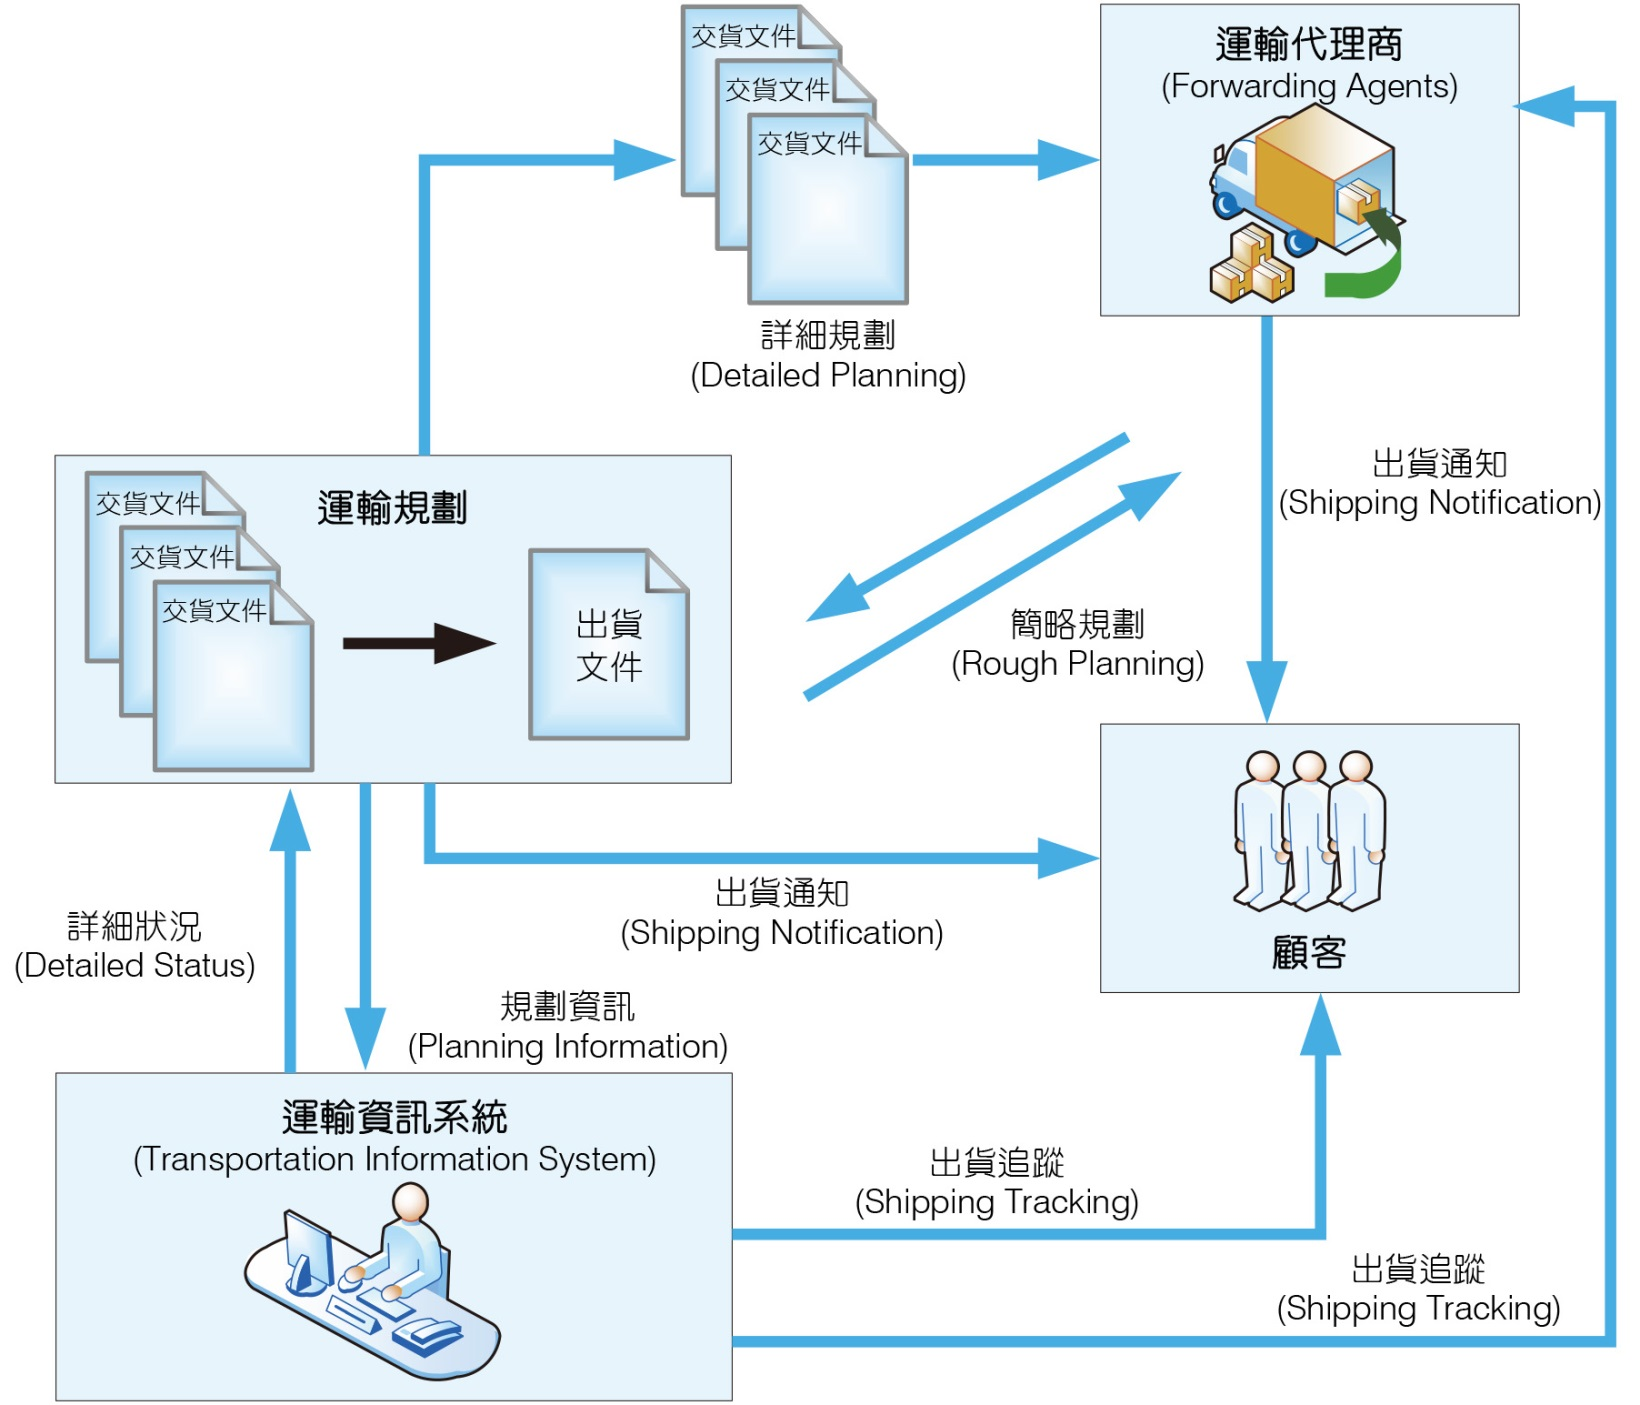 交貨文件
交貨文件
交貨文件
詳細規劃
(Detailed Planning)
運輸代理商
(Forwarding Agents)
出貨通知
(Shipping Notification)
運輸規劃
交貨文件
交貨文件
交貨文件
出貨
文件
簡略規劃
(Rough Planning)
顧客
出貨通知
(Shipping Notification)
詳細狀況
(Detailed Status)
規劃資訊
(Planning Information)
運輸資訊系統
(Transportation Information System)
出貨追蹤
(Shipping Tracking)
出貨追蹤
(Shipping Tracking)